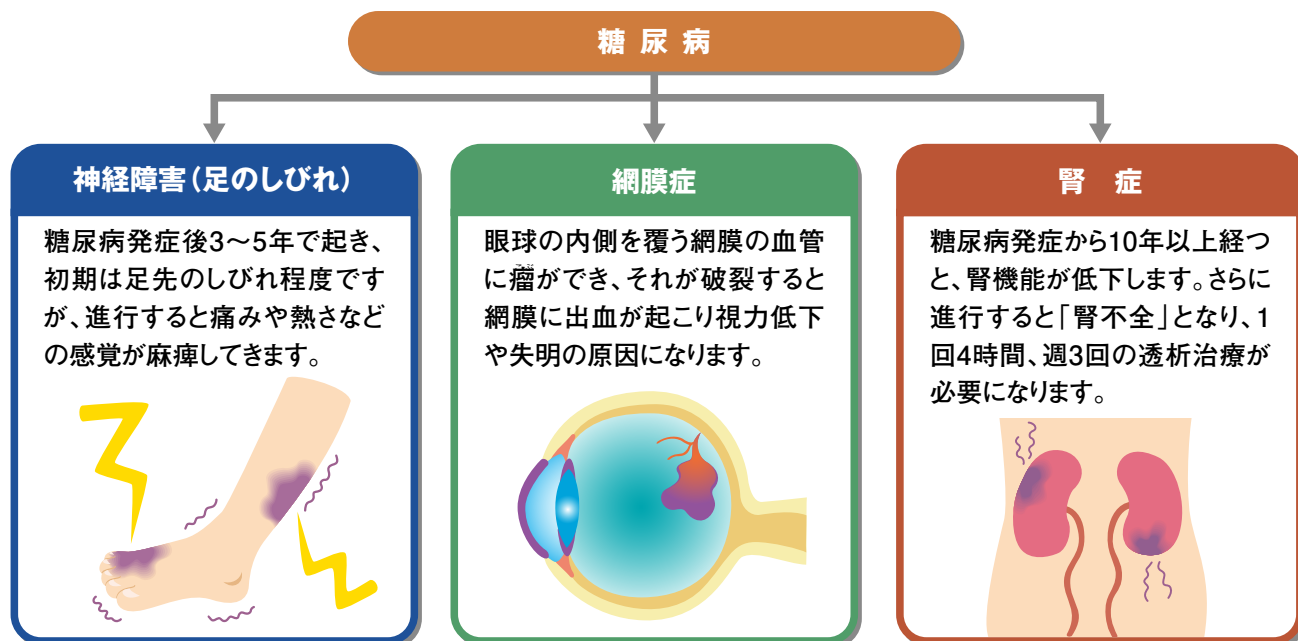 糖尿病
神経障害(足のしびれ)
糖尿病発症後3〜5年で起き、
初期は足先のしびれ程度です
が、進行すると痛みや熱さなど
の感覚が麻痺してきます。
網膜症
眼球の内側を覆う網膜の血管
に瘤ができ、それが破裂すると
網膜に出血が起こり視力低下
や失明の原因になります。
腎 症
糖尿病発症から10年以上経つ
と、腎機能が低下します。さらに
進行すると「腎不全」となり、1
回4時間、週3回の透析治療が
必要になります。